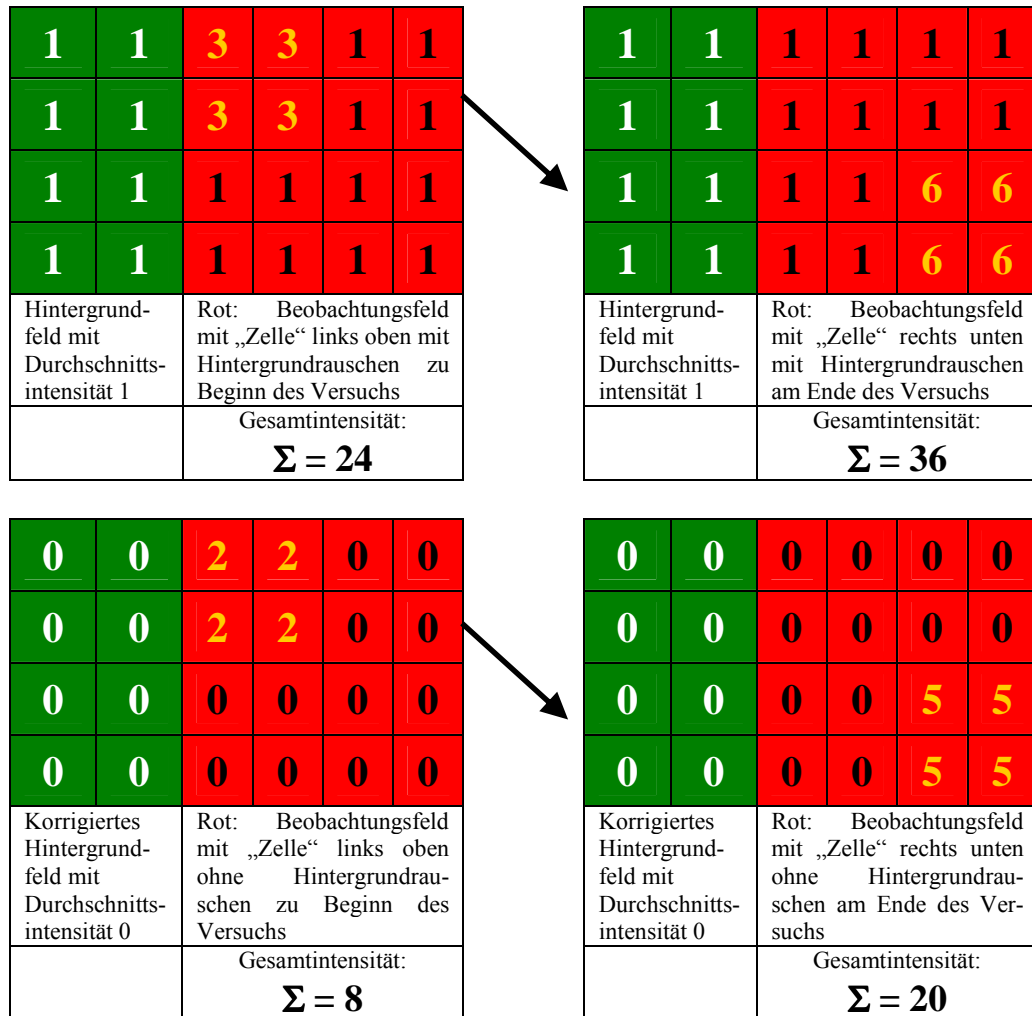 1 1 3 3 1 1
1 1 3 3 1 1
1 1 1 1 1 1
1 1 1 1 1 1
Hintergrund-
feld mit
Durchschnitts-
intensität 1
Rot: Beobachtungsfeld
mit „Zelle“ links oben mit
Hintergrundrauschen zu
Beginn des Versuchs
Gesamtintensität:
Σ = 24
1 1 1 1 1 1
1 1 1 1 1 1
1 1 1 1 6 6
1 1 1 1 6 6
Hintergrund-
feld mit
Durchschnitts-
intensität 1
Rot: Beobachtungsfeld
mit „Zelle“ rechts unten
mit Hintergrundrauschen
am Ende des Versuchs
Gesamtintensität:
Σ = 36
0 0 2 2 0 0
0 0 2 2 0 0
0 0 0 0 0 0
0 0 0 0 0 0
Korrigiertes
Hintergrund-
feld mit
Durchschnitts-
intensität 0
Rot: Beobachtungsfeld
mit „Zelle“ links oben
ohne Hintergrundrau-
schen zu Beginn des
Versuchs
Gesamtintensität:
Σ = 8
0 0 0 0 0 0
0 0 0 0 0 0
0 0 0 0 5 5
0 0 0 0 5 5
Korrigiertes
Hintergrund-
feld mit
Durchschnitts-
intensität 0
Rot: Beobachtungsfeld
mit „Zelle“ rechts unten
ohne Hintergrundrau-
schen am Ende des Ver-
suchs
Gesamtintensität:
Σ = 20